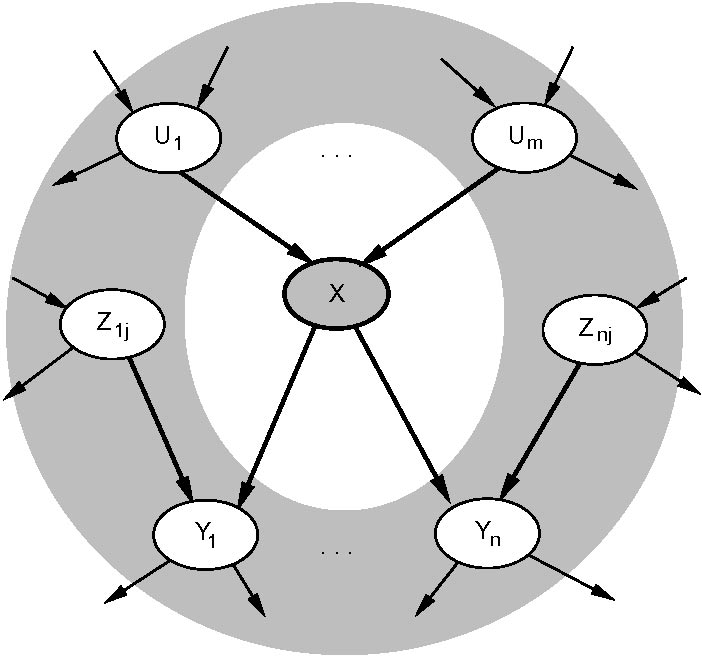 U1 ... Um
X
Z1j Znj
Y1 ... Yn